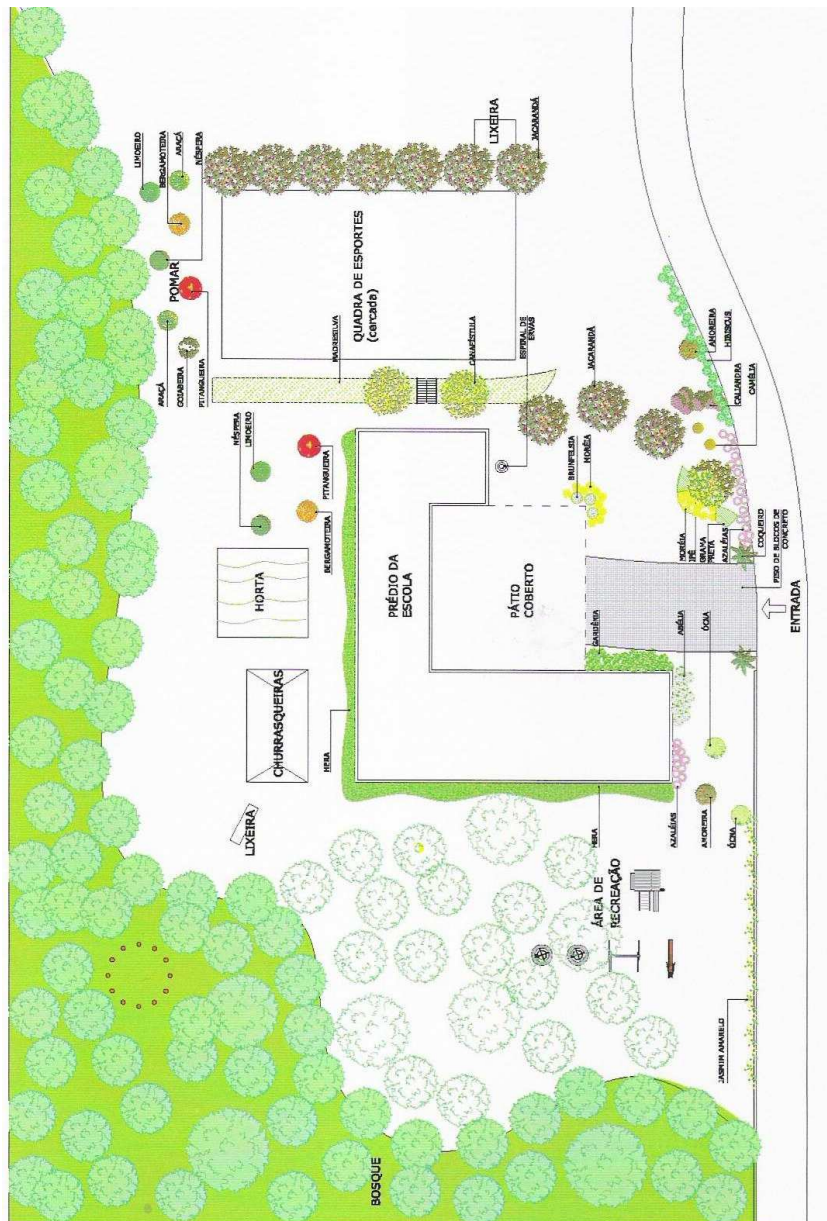 BOSQUE
LIXEIRA
CHURRASQUEIRAS
HORTA
NÊSPERA
LIMOEIRO
PITANGUEIRA
BERGAMOTEIRA
ARAÇÁ
GOIABEIRA
PITANGUEIRA
POMAR
LIMOEIRO
BERGAMOTEIRA
ARAÇÁ
NÊSPERA
HERA
PRÉDIO DA
ESCOLA
PÁTIO
COBERTO
MADRESILVA
QUADRA DE ESPORTES
(cercada)
CANAFÍSTULA
ESPIRAL DE
ERVAS
LIXEIRA
JACARANDÁ
JACARANDÁ
BRUNFELSIA
MORÉIA
ÁREA DE
RECREAÇÃO
HERA
GARDÊNIA
ABÉLIA
ÓCNA
AZALÉIAS
AMOREIRA
ÓCNA
JASMIM AMARELO
MORÉIA
IPÊ
GRAMA
PRETA
AZALÉIAS
COQUEIRO
PISO DE BLOCOS DE
CONCRETO
ENTRADA
AMOREIRA
HIBISCUS
CALIANDRA
CAMÉLIA